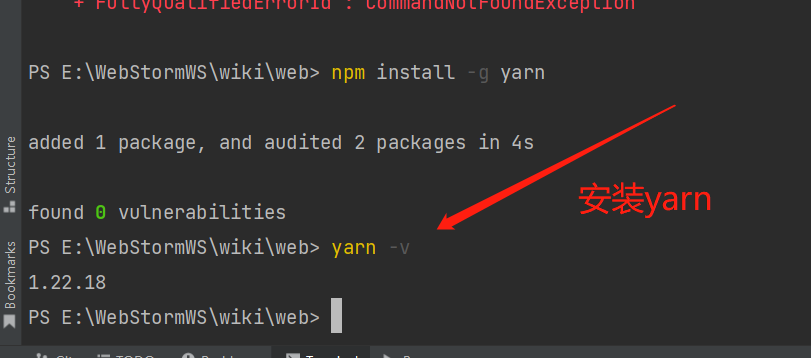 + FullyQualifiedErrorId : CommandNotFoundException
PS E:\WebStormWS\wiki\web> npm install -g yarn
added 1 package, and audited 2 packages in 4s
found 0 vulnerabilities
PS E:\WebStormWS\wiki\web> yarn -v
1.22.18
PS E:\WebStormWS\wiki\web>
安装yarn
Structure
Bookmarks